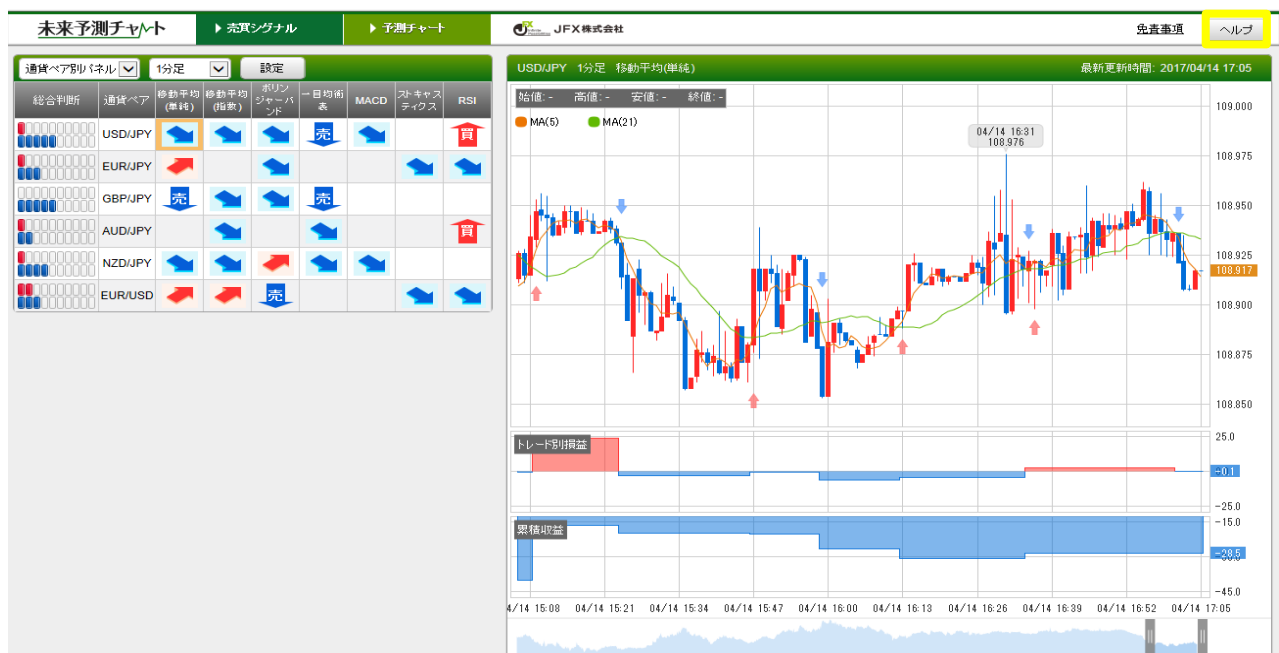 未来予測チャート
売買シグナル
予測チャート
JFX株式会社
免責事項
ヘルプ
通貨ペア別パネル
1分足
設定
総合判断 通貨ペア 移動平均(単純) 移動平均(指数) ボリンジャーバンド 一目均衡表 MACD ストキャスティクス RSI
USD/JPY 売 買
EUR/JPY
GBP/JPY 売 売
AUD/JPY 買
NZD/JPY
EUR/USD 売
USD/JPY 1分足 移動平均(単純)
最新更新時間: 2017/04/14 17:05
始値:- 高値:- 安値:- 終値:-
MA(5) MA(21)
04/14 16:31
108.976
109.000
108.975
108.950
108.925
108.917
108.900
108.875
108.850
トレード別損益
25.0
-25.0
累積収益
-15.0
-28.5
-45.0
4/14 15:08 04/14 15:21 04/14 15:34 04/14 15:47 04/14 16:00 04/14 16:13 04/14 16:26 04/14 16:39 04/14 16:52 04/14 17:05